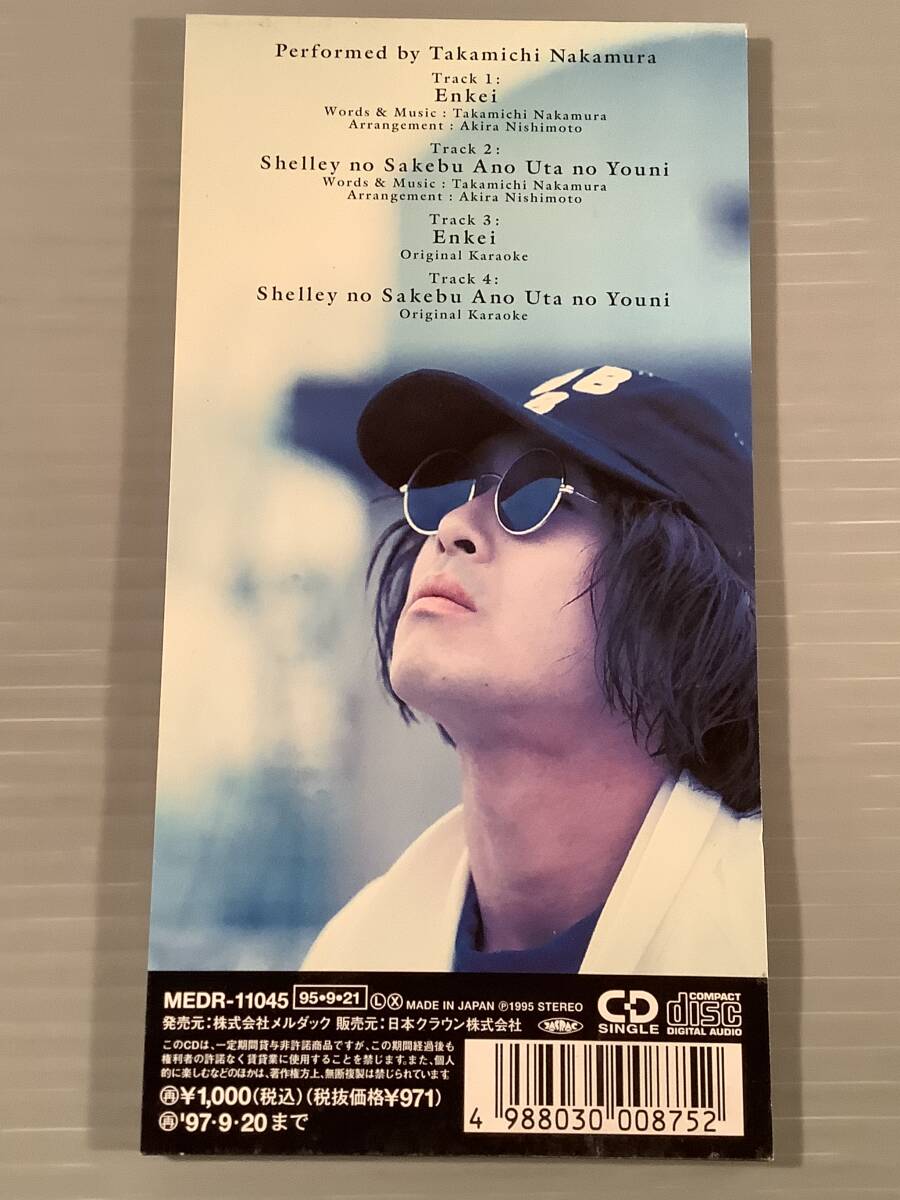 Performed by Takamichi Nakamura
Track 1:
Enkei
Words & Music : Takamichi Nakamura
Arrangement : Akira Nishimoto
Track 2:
Shelley no Sakebu Ano Uta no Youni
Words & Music : Takamichi Nakamura
Arrangement : Akira Nishimoto
Track 3:
Enkei
Original Karaoke
Track 4:
Shelley no Sakebu Ano Uta no Youni
Original Karaoke
MEDR-11045 95•9•21 Ⓛ Ⓧ MADE IN JAPAN ℗1995 STEREO
発売元:株式会社メルダック 販売元:日本クラウン株式会社
CD SINGLE
COMPACT disc DIGITAL AUDIO
このCDは、一定期間貸与非許諾商品ですが、この期間経過後も
権利者の許諾なく賃貸業に使用することを禁じます。また、個人
的に楽しむなどのほかは、著作権法上、無断複製は禁じられています。
再¥1,000(税込)(税抜価格¥971)
再'97・9・20まで
4 988030 008752